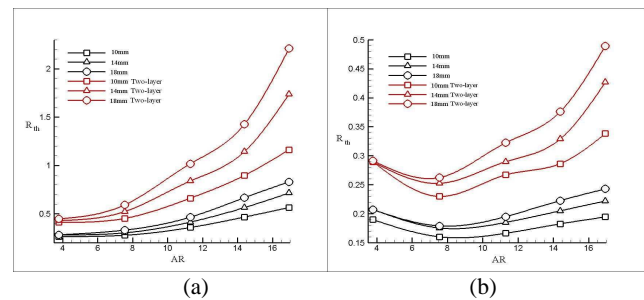 2
1.5
1
0.5
R th
10mm
14mm
18mm
10mm Two-layer
14mm Two-layer
18mm Two-layer
4 6 8 10 12 14 16
AR
(a)
0.5
0.45
0.4
0.35
0.3
0.25
0.2
0.15
R th
10mm
14mm
18mm
10mm Two-layer
14mm Two-layer
18mm Two-layer
4 6 8 10 12 14 16
AR
(b)